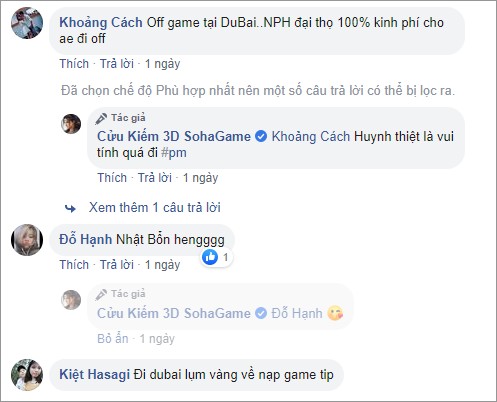 Khoảng Cách Off game tại DuBai..NPH đại thọ 100% kinh phí cho
ae đi off
Thích · Trả lời · 1 ngày
Đã chọn chế độ Phù hợp nhất nên một số câu trả lời có thể bị lọc ra.
Tác giả
Cửu Kiếm 3D SohaGame Khoảng Cách Huynh thiệt là vui
tính quá đi #pm
Thích · Trả lời · 1 ngày
Xem thêm 1 câu trả lời
Đỗ Hạnh Nhật Bổn hengggg
1
Thích · Trả lời · 1 ngày
Tác giả
Cửu Kiếm 3D SohaGame Đỗ Hạnh 😘
Bỏ ẩn · 1 ngày
Kiệt Hasagi Đi dubai lụm vàng về nạp game tip